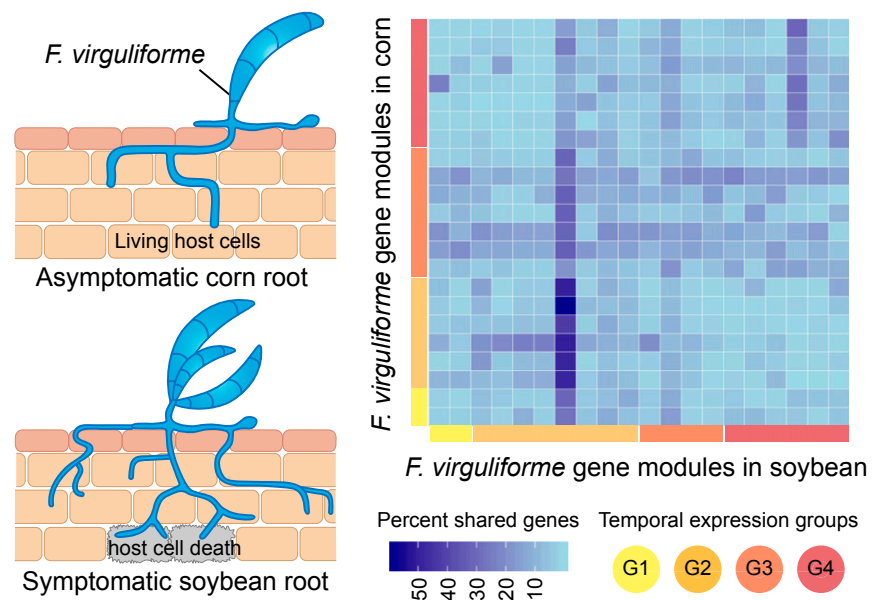 F. virguliforme
Living host cells
Asymptomatic corn root
host cell death
Symptomatic soybean root
F. virguliforme gene modules in corn
F. virguliforme gene modules in soybean
Percent shared genes
50
40
30
20
10
Temporal expression groups
G1
G2
G3
G4